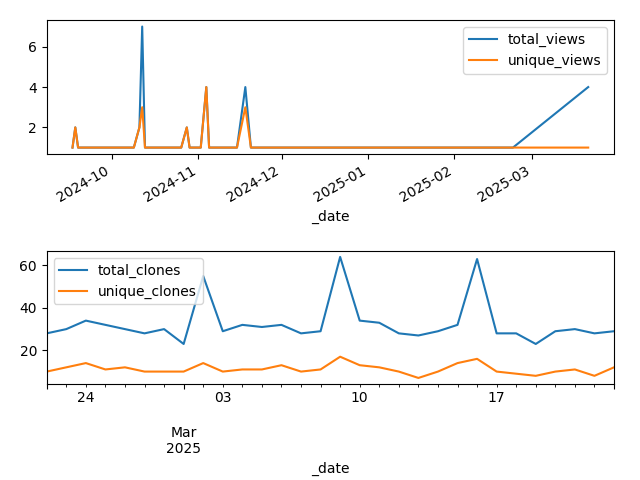 total_views
unique_views
6
4
2
2024-10
2024-11
2024-12
2025-01
2025-02
2025-03
_date
total_clones
unique_clones
60
40
20
24
03
10
17
Mar
2025
_date